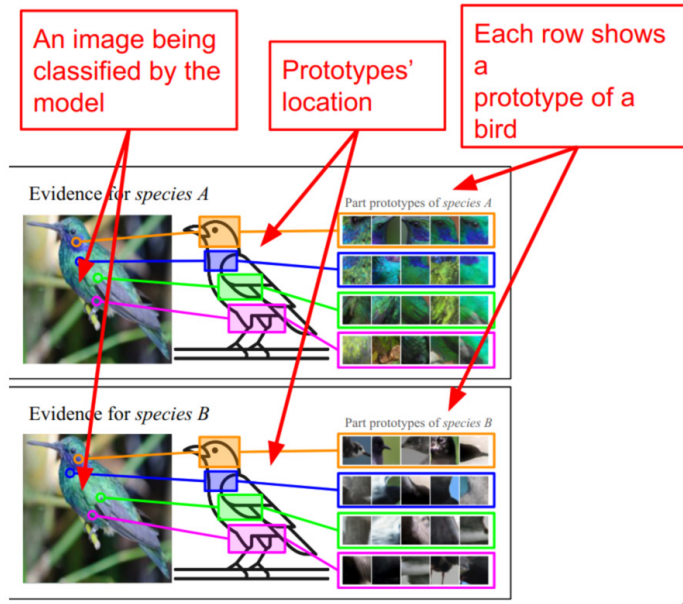 An image being
classified by the
model
Prototypes'
location
Each row shows
a
prototype of a
bird
Evidence for species A
Part prototypes of species A
Evidence for species B
Part prototypes of species B